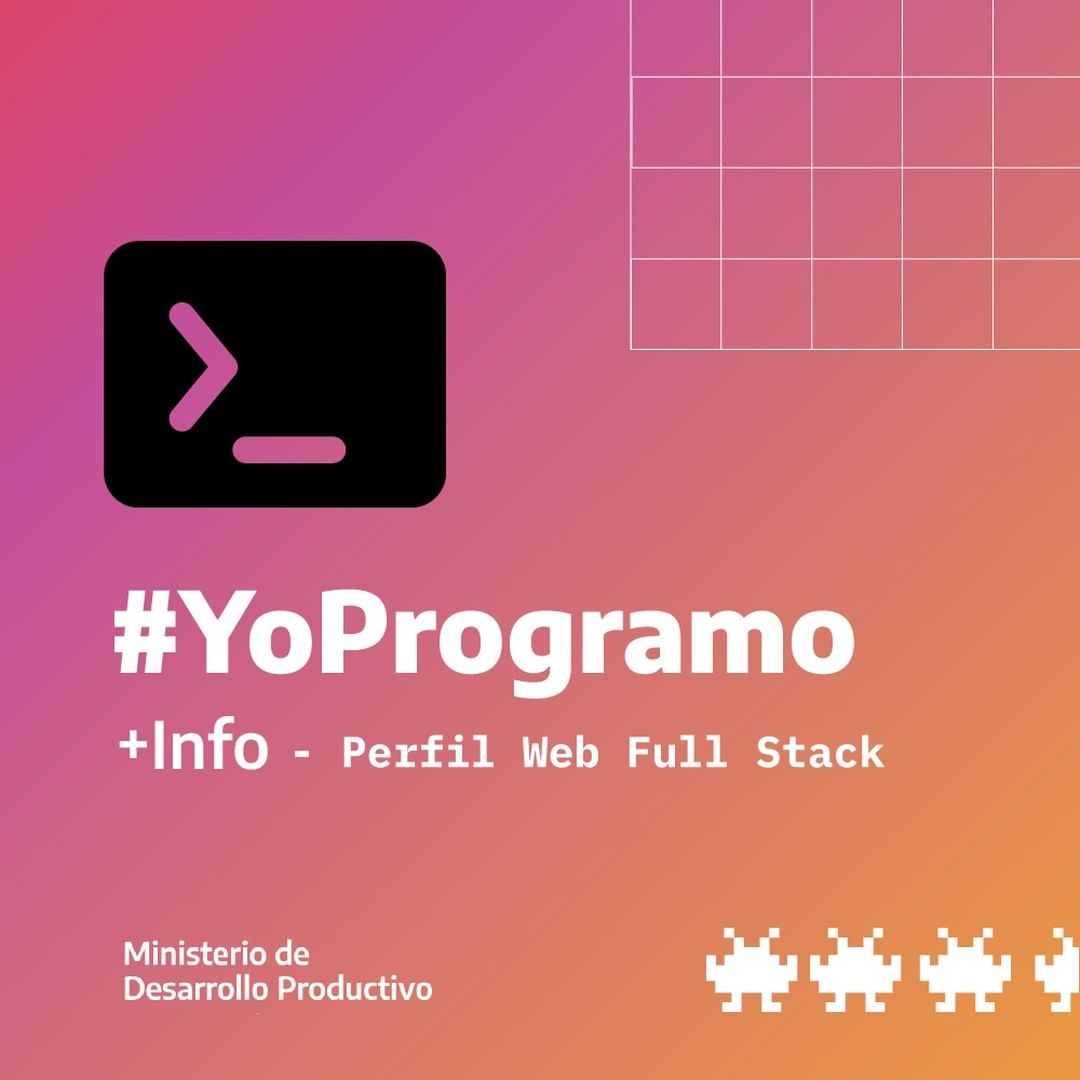 #YoProgramo
+Info - Perfil Web Full Stack
Ministerio de
Desarrollo Productivo